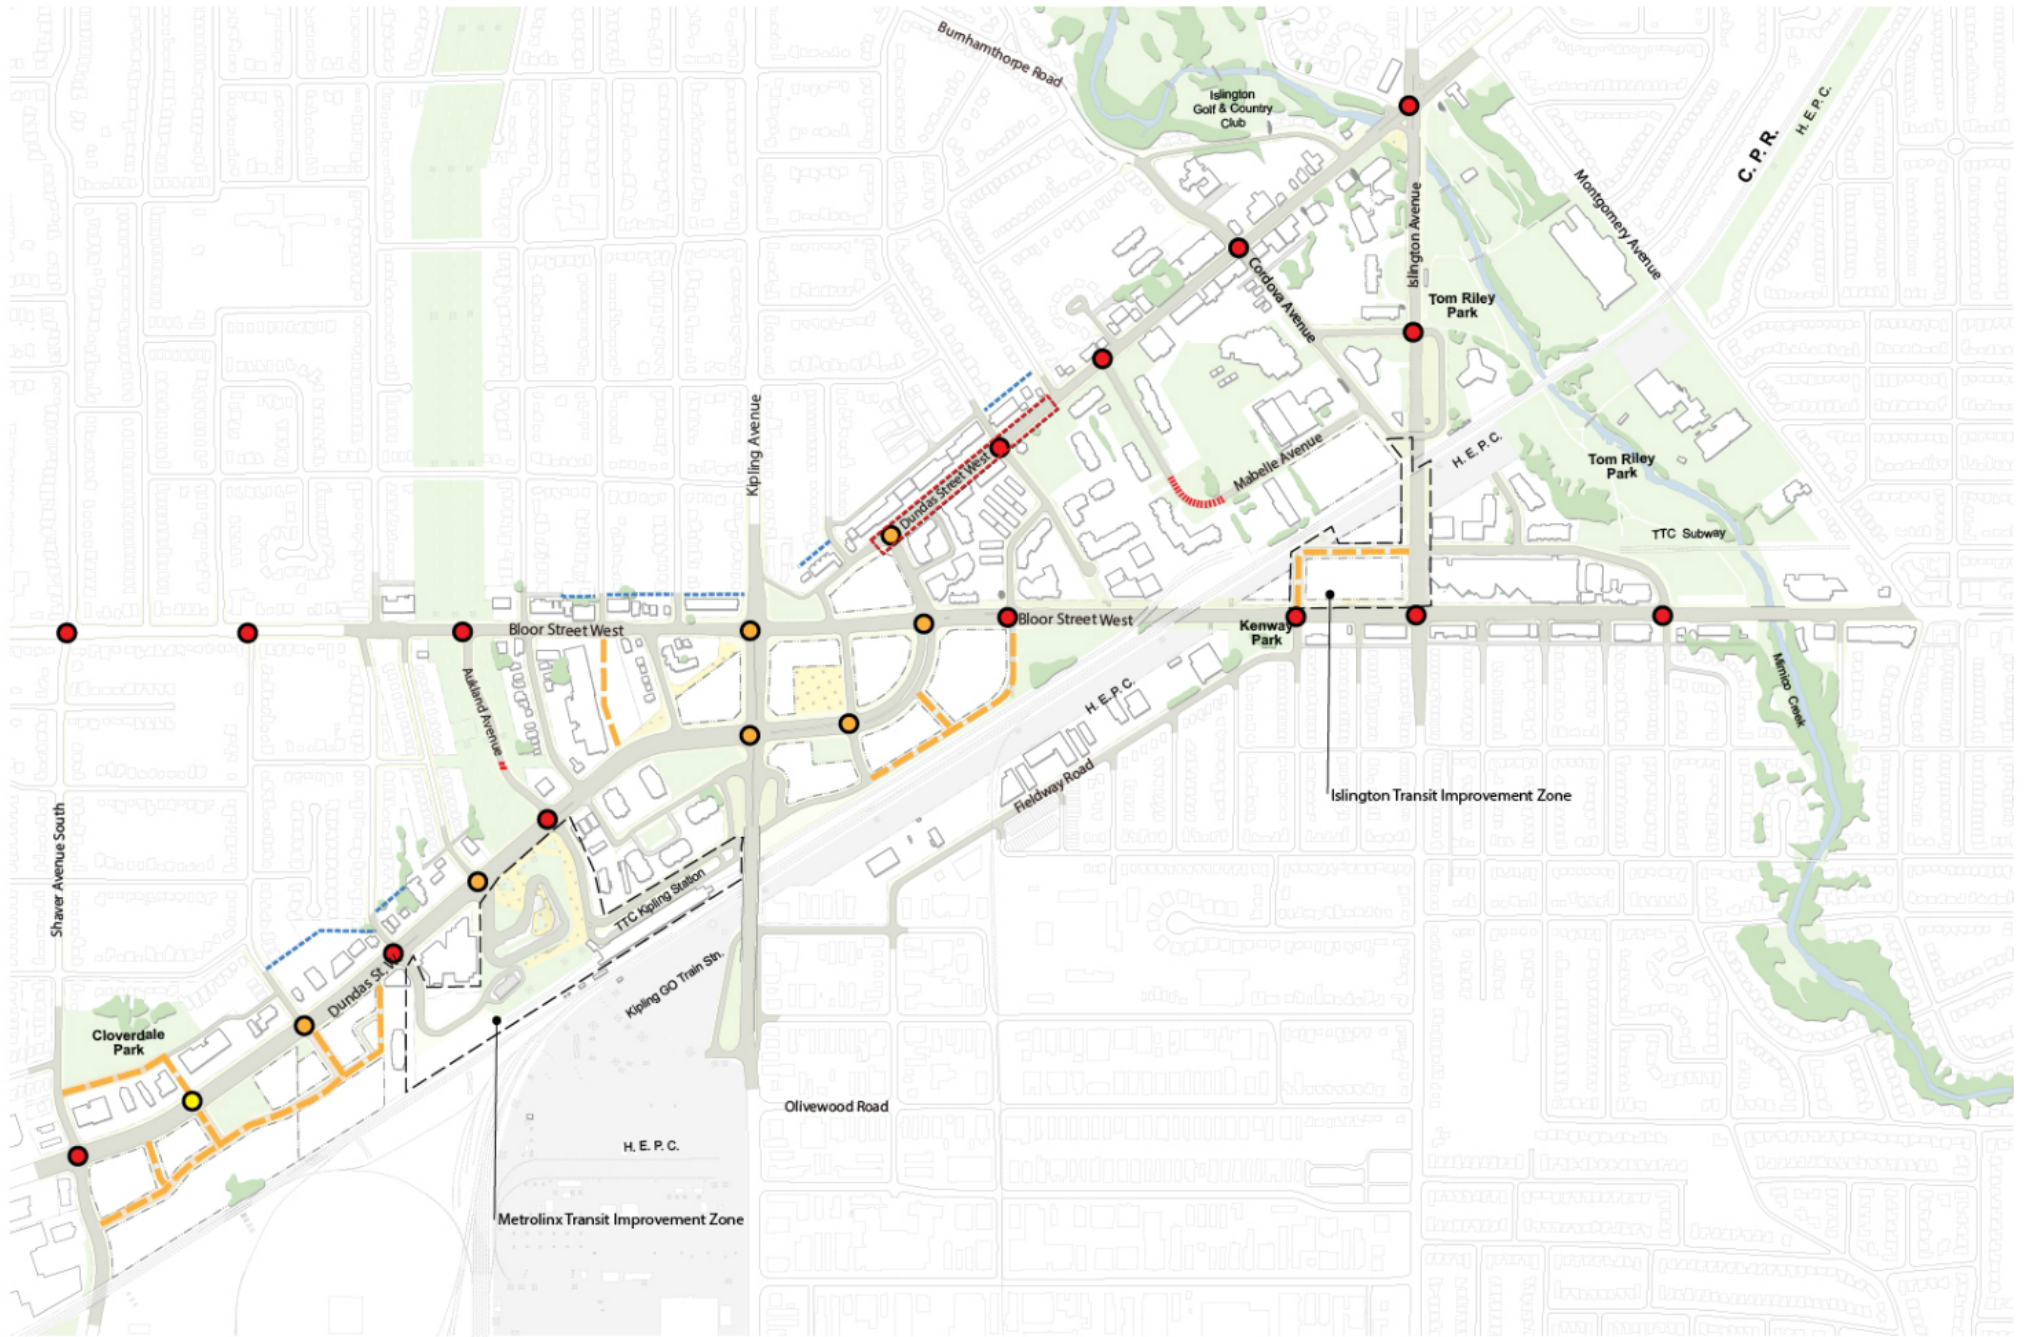 Burnhamthorpe Road
Islington
Golf & Country
Club
C. P. R.
H. E. P. C.
Montgomery Avenue
Islington Avenue
Cordova Avenue
Tom Riley
Park
Kipling Avenue
Dundas Street West
Mabelle Avenue
H. E. P. C.
Tom Riley
Park
TTC Subway
Bloor Street West
Bloor Street West
Kenway
Park
Mimico Creek
Aukland Avenue
H. E. P. C.
Fieldway Road
Islington Transit Improvement Zone
Shaver Avenue South
TTC Kipling Station
Kipling GO Train Stn.
Dundas St. W
Cloverdale
Park
Olivewood Road
H. E. P. C.
Metrolinx Transit Improvement Zone